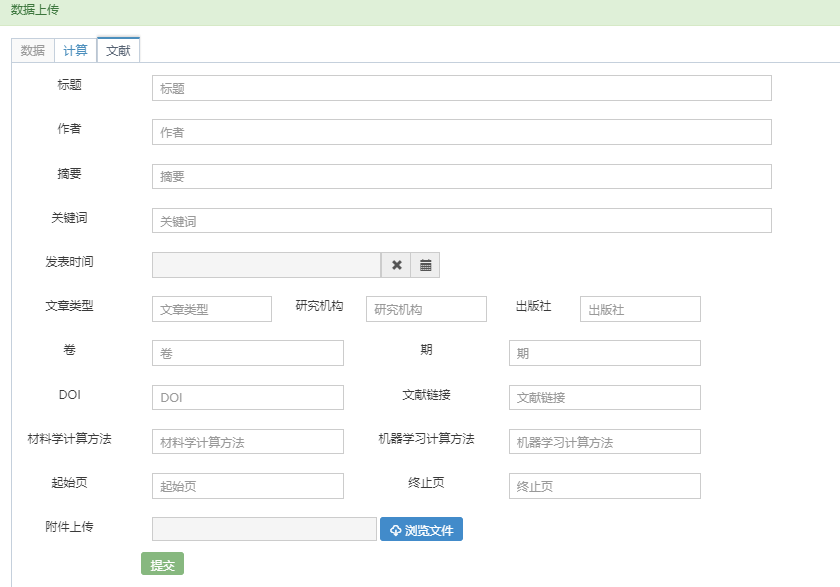 数据上传
数据 计算 文献
标题 标题
作者 作者
摘要 摘要
关键词 关键词
发表时间
文章类型 文章类型 研究机构 研究机构 出版社 出版社
卷 卷 期 期
DOI DOI 文献链接 文献链接
材料学计算方法 材料学计算方法 机器学习计算方法 机器学习计算方法
起始页 起始页 终止页 终止页
附件上传 浏览文件
提交